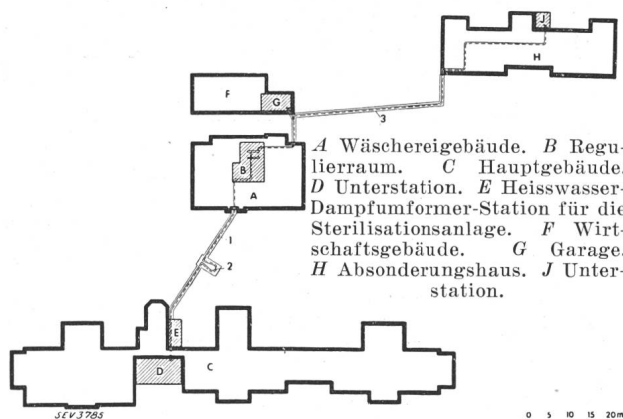 J
H
F
G
3
A Wäschereigebäude. B Regu-
lierraum. C Hauptgebäude.
D Unterstation. E Heisswasser-
Dampfumformer-Station für die
Sterilisationsanlage. F Wirt-
schaftsgebäude. G Garage.
H Absonderungshaus. J Unter-
station.
B
A
1
2
E
D
C
SEV3785
0 5 10 15 20m